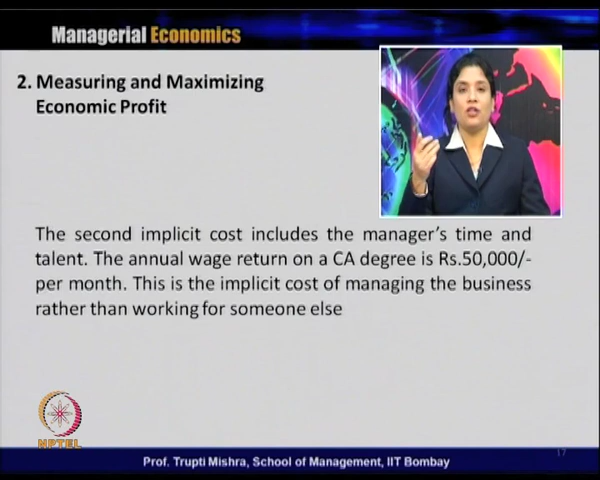 Managerial Economics
2. Measuring and Maximizing
Economic Profit
The second implicit cost includes the manager's time and
talent. The annual wage return on a CA degree is Rs.50,000/-
per month. This is the implicit cost of managing the business
rather than working for someone else
NPTEL
17
Prof. Trupti Mishra, School of Management, IIT Bombay